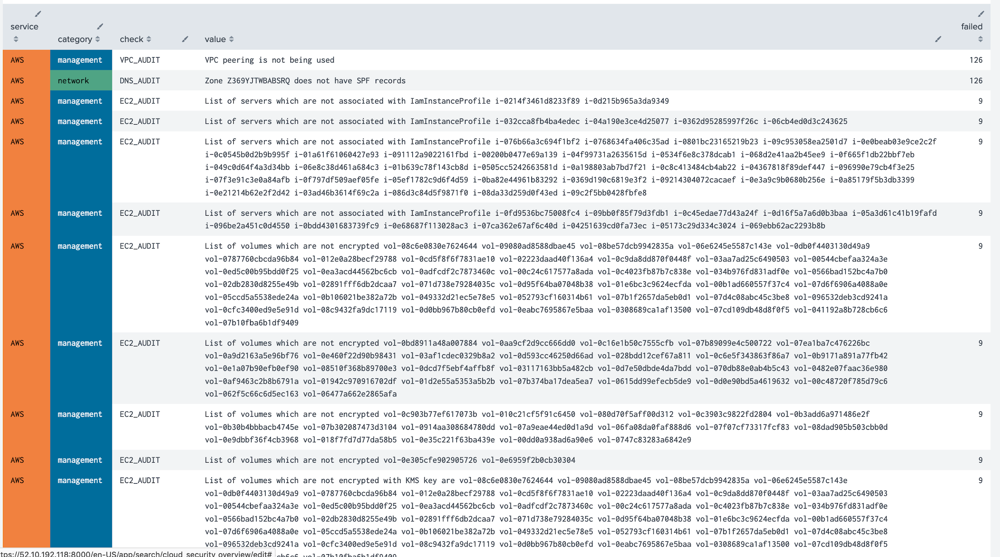 service
category check value failed
AWS management VPC_AUDIT VPC peering is not being used 126
AWS network DNS_AUDIT Zone Z369YJTWBABSRQ does not have SPF records 126
AWS management EC2_AUDIT List of servers which are not associated with IamInstanceProfile i-0214f3461d8233f89 i-0d215b965a3da9349 9
AWS management EC2_AUDIT List of servers which are not associated with IamInstanceProfile i-032cca8fb4ba4edec i-04a190e3ce4d25077 i-0362d95285997f26c i-06cb4ed0d3c243625 9
AWS management EC2_AUDIT List of servers which are not associated with IamInstanceProfile i-076b66a3c694f1bf2 i-0768634fa406c35ad i-0801bc23165219b23 i-09c953058ea2501d7 i-0e0beab03e9ce2c2f 9
i-0c0545b0d2b9b995f i-01a61f61060427e93 i-091112a9022161fbd i-00200b0477e69a139 i-04f99731a2635615d i-0534f6e8c378dcab1 i-068d2e41aa2b45ee9 i-0f665f1db22bbf7eb
i-049c0d64f4a3d34bb i-06e8c38d461a684c3 i-01b639c78f143cb8d i-0505cc5242663581d i-0a198803ab7bd7f21 i-0c8c413484cb4ab22 i-04367818f89def447 i-096990e79cb4f3e25
i-07f3e91c3e0a84afb i-0f797df509aef05fe i-05ef1782c9d6f4d59 i-0ba82e44961b83292 i-0369d190c6819e3f2 i-09214304072cacaef i-0e3a9c9b0680b256e i-0a85179f5b3db3399
i-0e21214b62e2f2d42 i-03ad46b3614f69c2a i-086d3c84d5f9871f0 i-08da33d259d0f43ed i-09c2f5bb0428fbfe8
AWS management EC2_AUDIT List of servers which are not associated with IamInstanceProfile i-0fd9536bc75008fc4 i-09bb0f85f79d3fdb1 i-0c45edae77d43a24f i-0d16f5a7a6d0b3baa i-05a3d61c41b19fafd 9
i-096be2a451c0d4550 i-0bdd4301683739fc9 i-0e68687f113028ac3 i-07ca362e67af6c40d i-04251639cd0fa73ec i-05173c29d334c3024 i-069ebb62ac2293b8b
AWS management EC2_AUDIT List of volumes which are not encrypted vol-08c6e0830e7624644 vol-09080ad8588dbae45 vol-08be57dcb9942835a vol-06e6245e5587c143e vol-0db0f4403130d49a9 9
vol-0787760cbcda96b84 vol-012e0a28becf29788 vol-0cd5f8f6f7831ae10 vol-02223daad40f136a4 vol-0c9da8dd870f0448f vol-03aa7ad25c6490503 vol-00544cbefaa324a3e
vol-0ed5c00b95bdd0f25 vol-0ea3acd44562bc6cb vol-0adfcdf2c7873460c vol-00c24c617577a8ada vol-0c4023fb87b7c838e vol-034b976fd831adf0e vol-0566bad152bc4a7b0
vol-02db2830d8255e49b vol-02891fff6db2dcaa7 vol-071d738e79284035c vol-0d95f64ba07048b38 vol-01e6bc3c9624ecfda vol-00b1ad660557f37c4 vol-07d6f6906a4088a0e
vol-05ccd5a5538ede24a vol-0b106021be382a72b vol-049332d21ec5e78e5 vol-052793cf160314b61 vol-07b1f2657da5eb0d1 vol-07d4c08abc45c3be8 vol-096532deb3cd9241a
vol-0cfc3400ed9e5e91d vol-08c9432fa9dc17119 vol-0d0bb967b80cb0efd vol-0eabc7695867e5baa vol-0308689ca1af13500 vol-07cd109db48d8f0f5 vol-041192a8b728cb6c6
vol-07b10fba6b1df9409
AWS management EC2_AUDIT List of volumes which are not encrypted vol-0bd8911a48a007884 vol-0aa9cf2d9cc666dd0 vol-0c16e1b50c7555cfb vol-07b89099e4c500722 vol-07ea1ba7c476226bc 9
vol-0a9d2163a5e96bf76 vol-0e460f22d90b98431 vol-03af1cdec0329b8a2 vol-0d593cc46250d66ad vol-028bdd12cef67a811 vol-0c6e5f343863f86a7 vol-0b9171a891a77fb42
vol-0e1a07b90efb0ef90 vol-08510f368b89700e3 vol-0dcd7f5ebf4affb8f vol-03117163bb5a482cb vol-0d7e50dbde4da7bdd vol-070db88e0ab4b5c43 vol-0482e07faac36e980
vol-0af9463c2b8b6791a vol-01942c970916702df vol-01d2e55a5353a5b2b vol-07b374ba17dea5ea7 vol-0615dd99efecb5de9 vol-0d0e90bd5a4619632 vol-00c48720f785d79c6
vol-062f5c66c6d5ec163 vol-06477a662e2865afa
AWS management EC2_AUDIT List of volumes which are not encrypted vol-0c903b77ef617073b vol-010c21cf5f91c6450 vol-080d70f5aff00d312 vol-0c3903c9822fd2804 vol-0b3add6a971486e2f 9
vol-0b30b4bbbacb4745e vol-07b302087473d3104 vol-0914aa308684780dd vol-07a9eae44ed0d1a9d vol-06fa08da0faf888d6 vol-07f07cf73317fcf83 vol-08dad905b503cbb0d
vol-0e9dbbf36f4cb3968 vol-018f7fd7d77da58b5 vol-0e35c221f63ba439e vol-00dd0a938ad6a90e6 vol-0747c83283a6842e9
AWS management EC2_AUDIT List of volumes which are not encrypted vol-0e305cfe902905726 vol-0e6959f2b0cb30304 9
AWS management EC2_AUDIT List of volumes which are not encrypted with KMS key are vol-08c6e0830e7624644 vol-09080ad8588dbae45 vol-08be57dcb9942835a vol-06e6245e5587c143e 9
vol-0db0f4403130d49a9 vol-0787760cbcda96b84 vol-012e0a28becf29788 vol-0cd5f8f6f7831ae10 vol-02223daad40f136a4 vol-0c9da8dd870f0448f vol-03aa7ad25c6490503
vol-00544cbefaa324a3e vol-0ed5c00b95bdd0f25 vol-0ea3acd44562bc6cb vol-0adfcdf2c7873460c vol-00c24c617577a8ada vol-0c4023fb87b7c838e vol-034b976fd831adf0e
vol-0566bad152bc4a7b0 vol-02db2830d8255e49b vol-02891fff6db2dcaa7 vol-071d738e79284035c vol-0d95f64ba07048b38 vol-01e6bc3c9624ecfda vol-00b1ad660557f37c4
vol-07d6f6906a4088a0e vol-05ccd5a5538ede24a vol-0b106021be382a72b vol-049332d21ec5e78e5 vol-052793cf160314b61 vol-07b1f2657da5eb0d1 vol-07d4c08abc45c3be8
vol-096532deb3cd9241a vol-0cfc3400ed9e5e91d vol-08c9432fa9dc17119 vol-0d0bb967b80cb0efd vol-0eabc7695867e5baa vol-0308689ca1af13500 vol-07cd109db48d8f0f5
tps://52.10.192.118:8000/en-US/app/search/cloud_security_overview/edit# cb6c6 vol-07b10fba6b1df9409